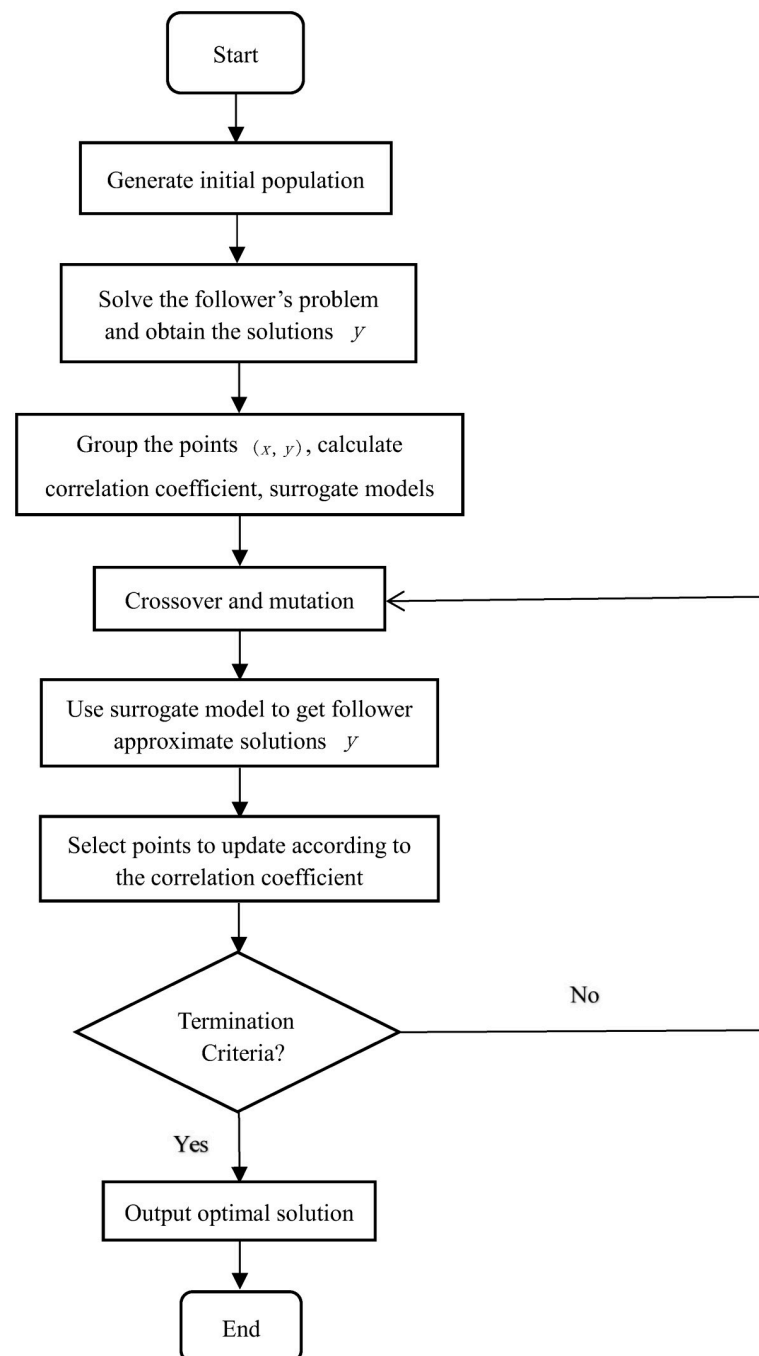 Start
Generate initial population
Solve the follower’s problem
and obtain the solutions y
Group the points (x, y), calculate
correlation coefficient, surrogate models
Crossover and mutation
Use surrogate model to get follower
approximate solutions y
Select points to update according to
the correlation coefficient
No
Termination
Criteria?
Yes
Output optimal solution
End